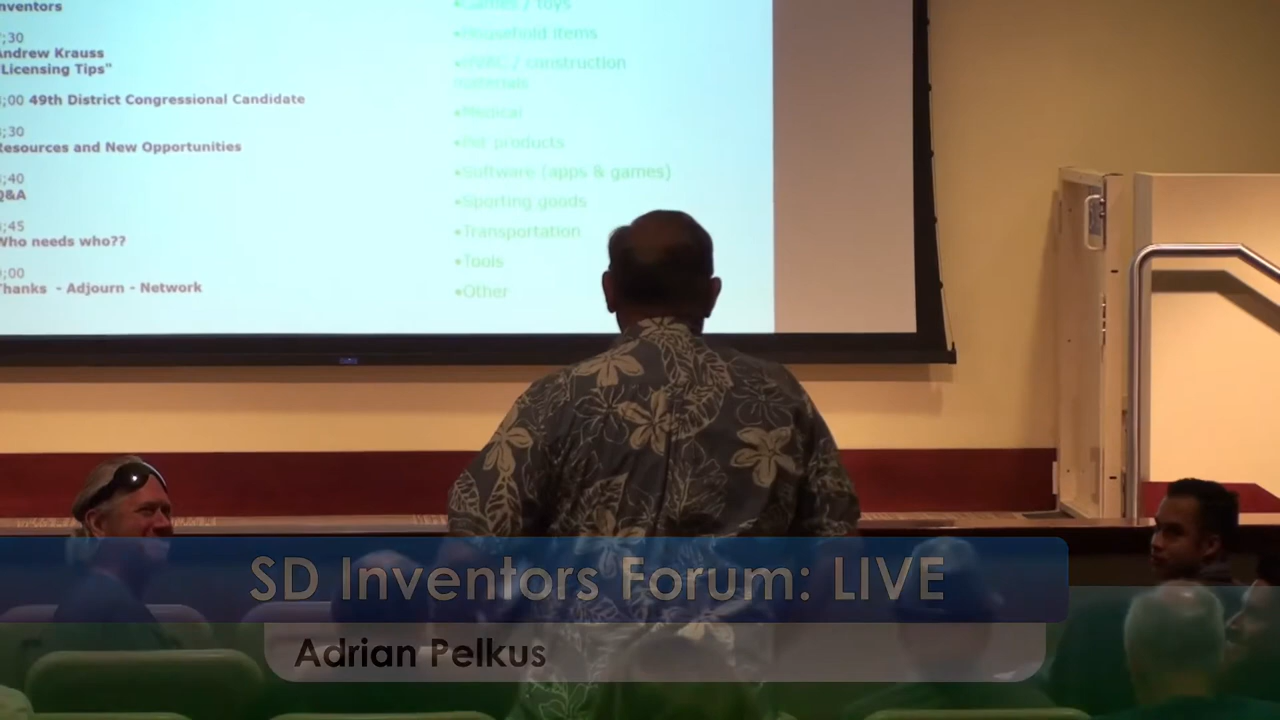 nventors
;30
Andrew Krauss
"Licensing Tips"
;00 49th District Congressional Candidate
;30
Resources and New Opportunities
;40
Q&A
;45
Who needs who??
;00
Thanks - Adjourn - Network
•Games / toys
•Household items
•HVAC / construction
materials
•Medical
•Pet products
•Software (apps & games)
•Sporting goods
•Transportation
•Tools
•Other
SD Inventors Forum: LIVE
Adrian Pelkus